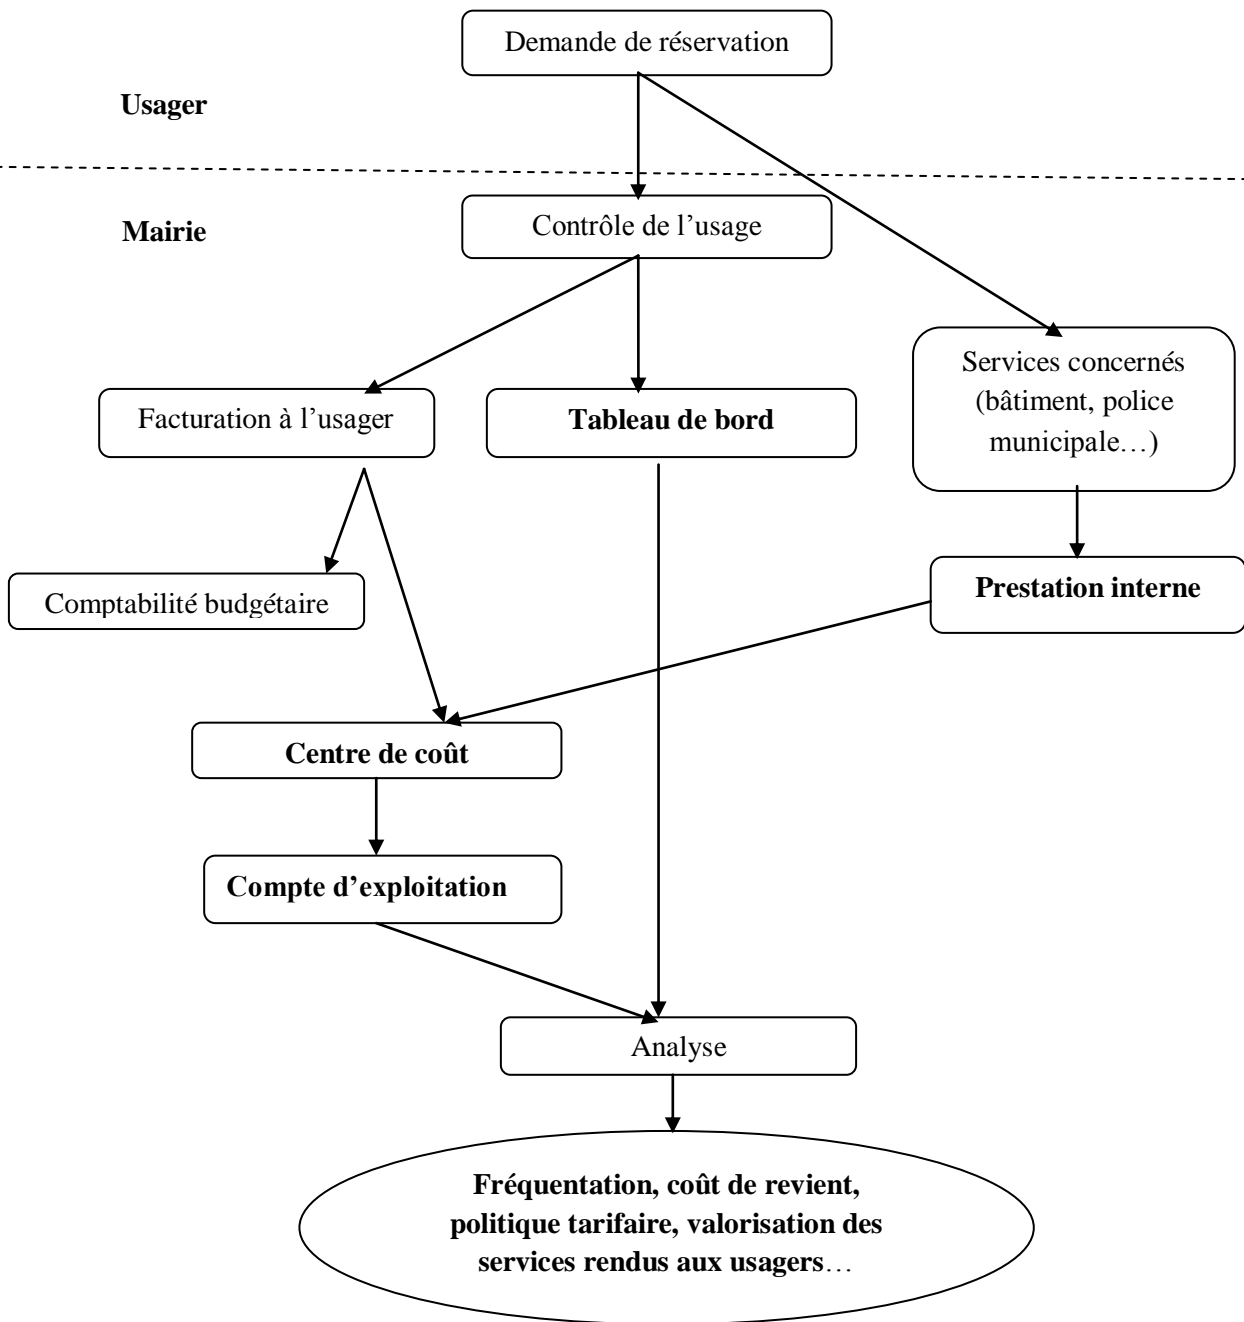 Demande de réservation
Usager
Mairie
Contrôle de l’usage
Services concernés
(bâtiment, police
municipale…)
Facturation à l’usager
Tableau de bord
Prestation interne
Comptabilité budgétaire
Centre de coût
Compte d’exploitation
Analyse
Fréquentation, coût de revient,
politique tarifaire, valorisation des
services rendus aux usagers…